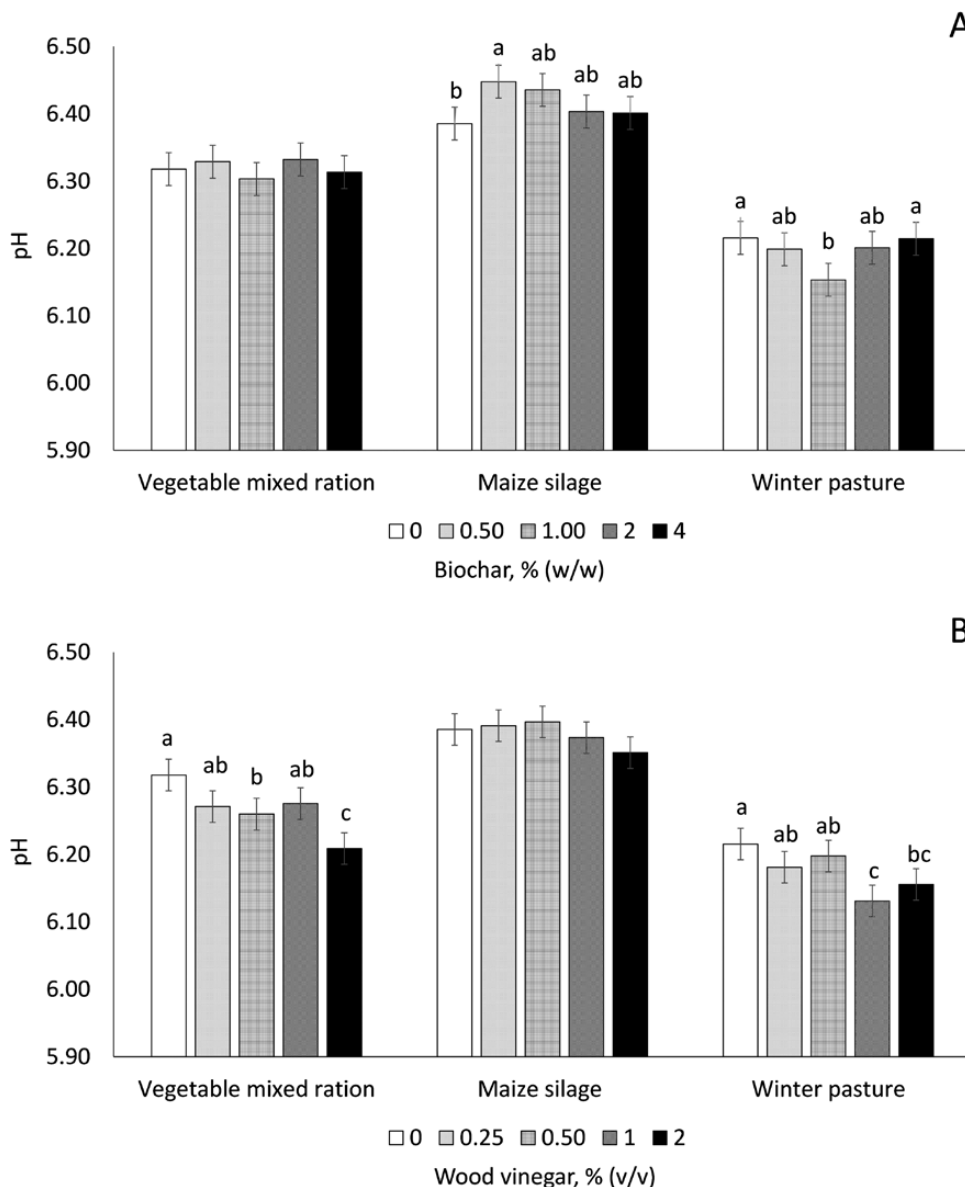 A
6.50
6.40
6.30
6.20
6.10
6.00
5.90
pH
b a ab ab ab
a ab b ab a
Vegetable mixed ration Maize silage Winter pasture
0 0.50 1.00 2 4
Biochar, % (w/w)
B
6.50
6.40
6.30
6.20
6.10
6.00
5.90
pH
a ab b ab c
a ab ab c bc
Vegetable mixed ration Maize silage Winter pasture
0 0.25 0.50 1 2
Wood vinegar, % (v/v)